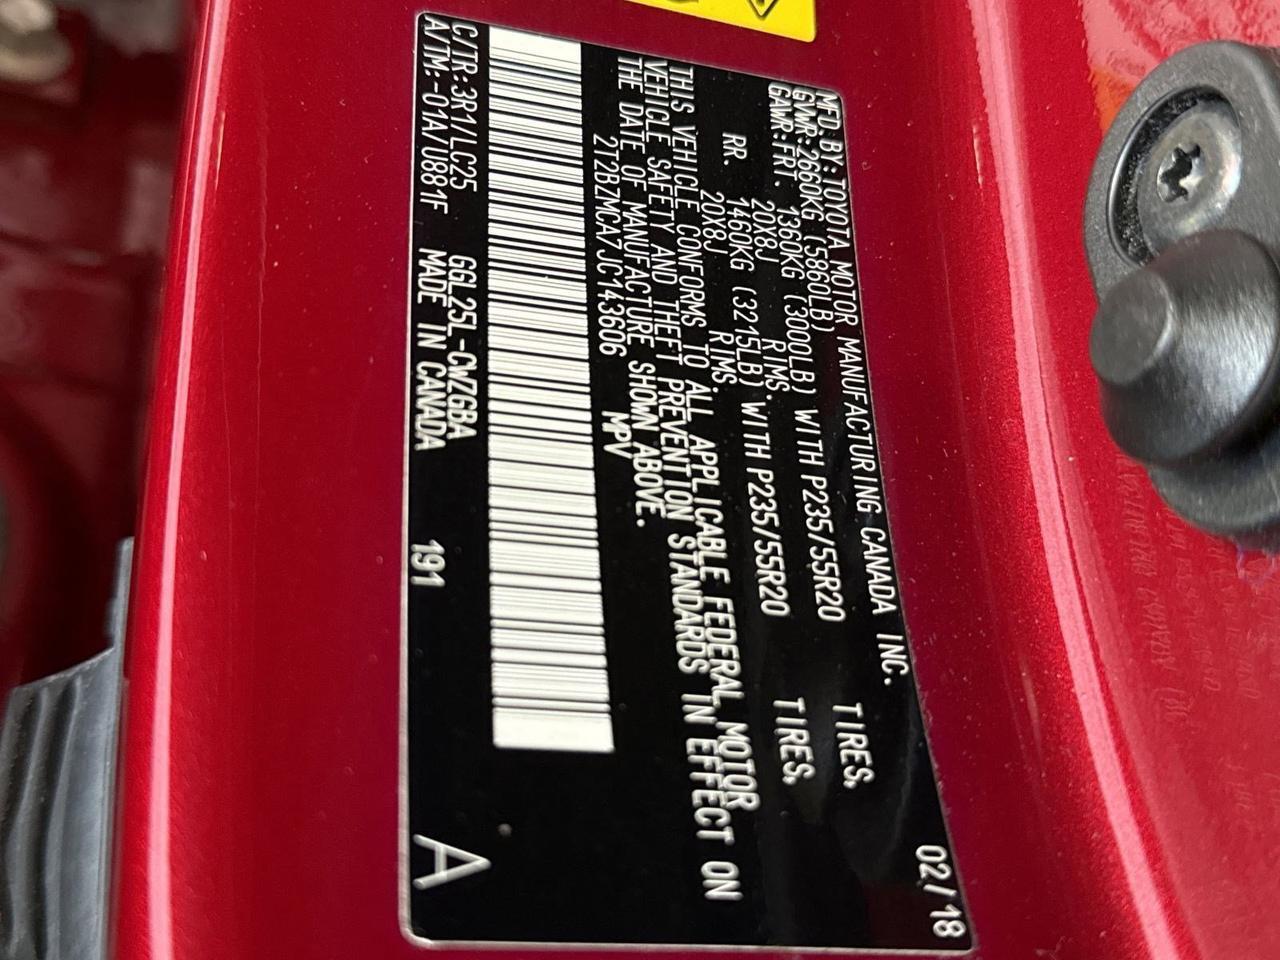 MFD.BY:TOYOTA MOTOR MANUFACTURING CANADA INC. 02/18
GVWR:2660KG (5860LB)
GAWR:FRT. 1360KG (3000LB) WITH P235/55R20 TIRES,
20X8J RIMS.
RR. 1460KG (3215LB) WITH P235/55R20 TIRES,
20X8J RIMS.
THIS VEHICLE CONFORMS TO ALL APPLICABLE FEDERAL MOTOR
VEHICLE SAFETY AND THEFT PREVENTION STANDARDS IN EFFECT ON
THE DATE OF MANUFACTURE SHOWN ABOVE.
2T2BZMCA7JC143606 MPV
C/TR:3R1/LC25 GGL25L-CWZGBA
A/TM:-01A/U881F MADE IN CANADA 191 A